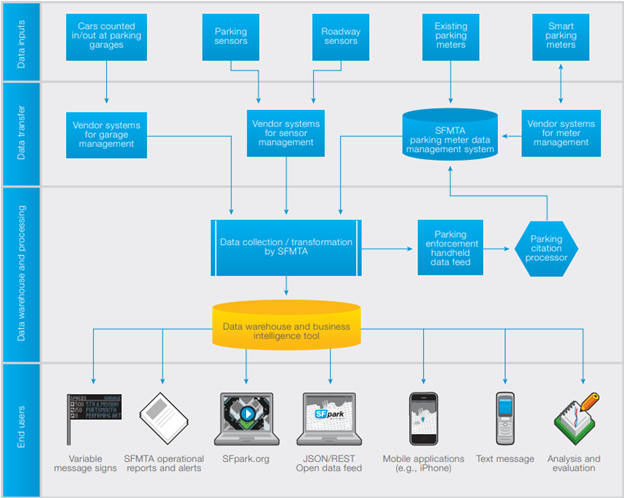 Data inputs
Cars counted
in/out at parking
garages
Parking
sensors
Roadway
sensors
Existing
parking
meters
Smart
parking
meters
Data transfer
Vendor systems
for garage
management
Vendor systems
for sensor
management
SFMTA
parking meter data
management system
Vendor systems
for meter
management
Data warehouse and processing
Data collection / transformation
by SFMTA
Parking
enforcement
handheld
data feed
Parking
citation
processor
Data warehouse and business
intelligence tool
End users
SPACES
500 5TH & MISSION
PORTSMOUTH
PERFORMING ART
SFpark
Variable
message signs
SFMTA operational
reports and alerts
SFpark.org
JSON/REST
Open data feed
Mobile applications
(e.g., iPhone)
Text message
Analysis and
evaluation